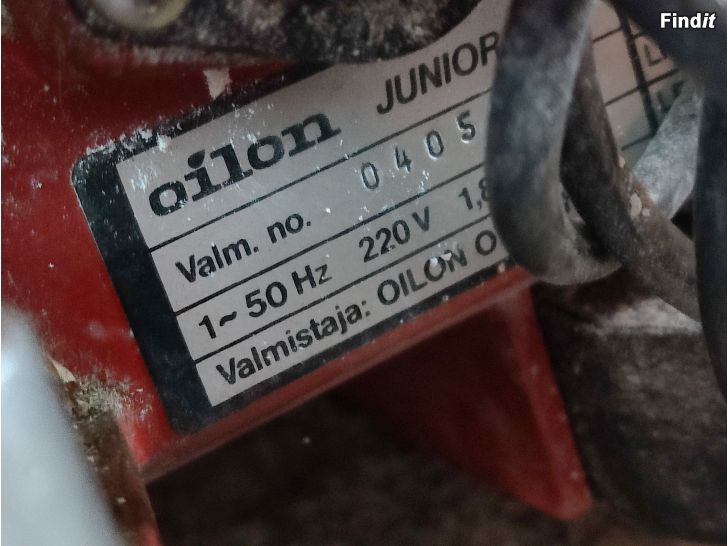 Findit
oilon JUNIOR
Valm. no. 0405
1~ 50 Hz 220 V 1,8
Valmistaja: OILON O